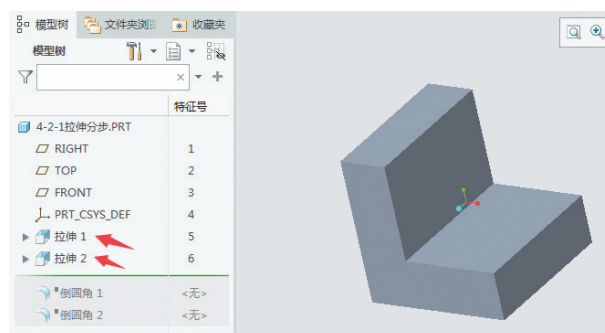 模型树 文件夹浏览 收藏夹
模型树
特征号
4-2-1拉伸分步.PRT
RIGHT 1
TOP 2
FRONT 3
PRT_CSYS_DEF 4
拉伸 1 5
拉伸 2 6
*倒圆角 1 <无>
*倒圆角 2 <无>